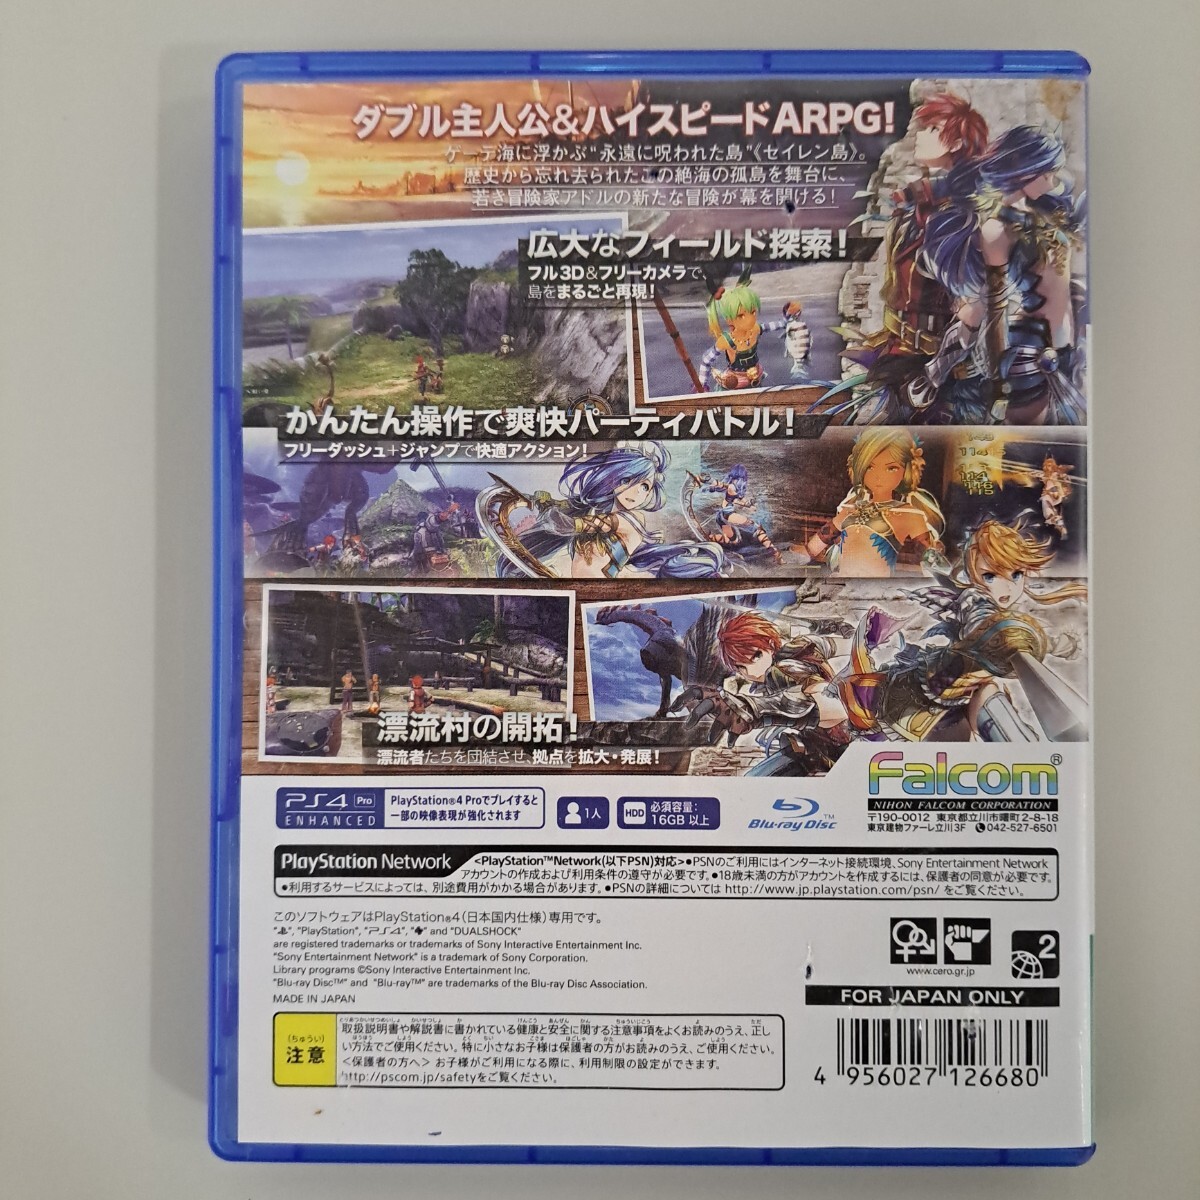 ダブル主人公&ハイスピードARPG!
ゲーテ海に浮かぶ“永遠に呪われた島”《セイレン島》。
歴史から忘れ去られたこの絶海の孤島を舞台に、
若き冒険家アドルの新たな冒険が幕を開ける!
広大なフィールド探索!
フル3D&フリーカメラで、
島をまるごと再現!
かんたん操作で爽快パーティバトル!
フリーダッシュ+ジャンプで快適アクション!
114
116
115
漂流村の開拓!
漂流者たちを団結させ、拠点を拡大・発展!
Falcom®
NIHON FALCOM CORPORATION
〒190-0012 東京都立川市曙町2-8-18
東京建物ファーレ立川3F 042-527-6501
PS4 Pro
ENHANCED
PlayStation®4 Proでプレイすると
一部の映像表現が強化されます
1人
HDD 必須容量:
16GB 以上
Blu-ray Disc™
PlayStation Network
<PlayStation™Network(以下PSN)対応>●PSNのご利用にはインターネット接続環境、Sony Entertainment Network
アカウントの作成および利用条件の遵守が必要です。●18歳未満の方がアカウントを作成するには、保護者の同意が必要です。
●利用するサービスによっては、別途費用がかかる場合があります。●PSNの詳細については http://www.jp.playstation.com/psn/ をご覧ください。
このソフトウェアはPlayStation®4(日本国内仕様)専用です。
"PlayStation", "PS4", and "DUALSHOCK"
are registered trademarks or trademarks of Sony Interactive Entertainment Inc.
"Sony Entertainment Network" is a trademark of Sony Corporation.
Library programs ©Sony Interactive Entertainment Inc.
"Blu-ray Disc™" and "Blu-ray™" are trademarks of the Blu-ray Disc Association.
MADE IN JAPAN
www.cero.gr.jp
2
FOR JAPAN ONLY
(ちゅうい)
注意
取扱説明書や解説書に書かれている健康と安全に関する注意事項をよくお読みのうえ、正し
い方法でご使用ください。特に小さなお子様は保護者の方がお読みのうえ、ご使用ください。
<保護者の方へ> お子様がご利用になる際に、利用制限の設定ができます。
http://pscom.jp/safetyをご覧ください。
4 956027 126680